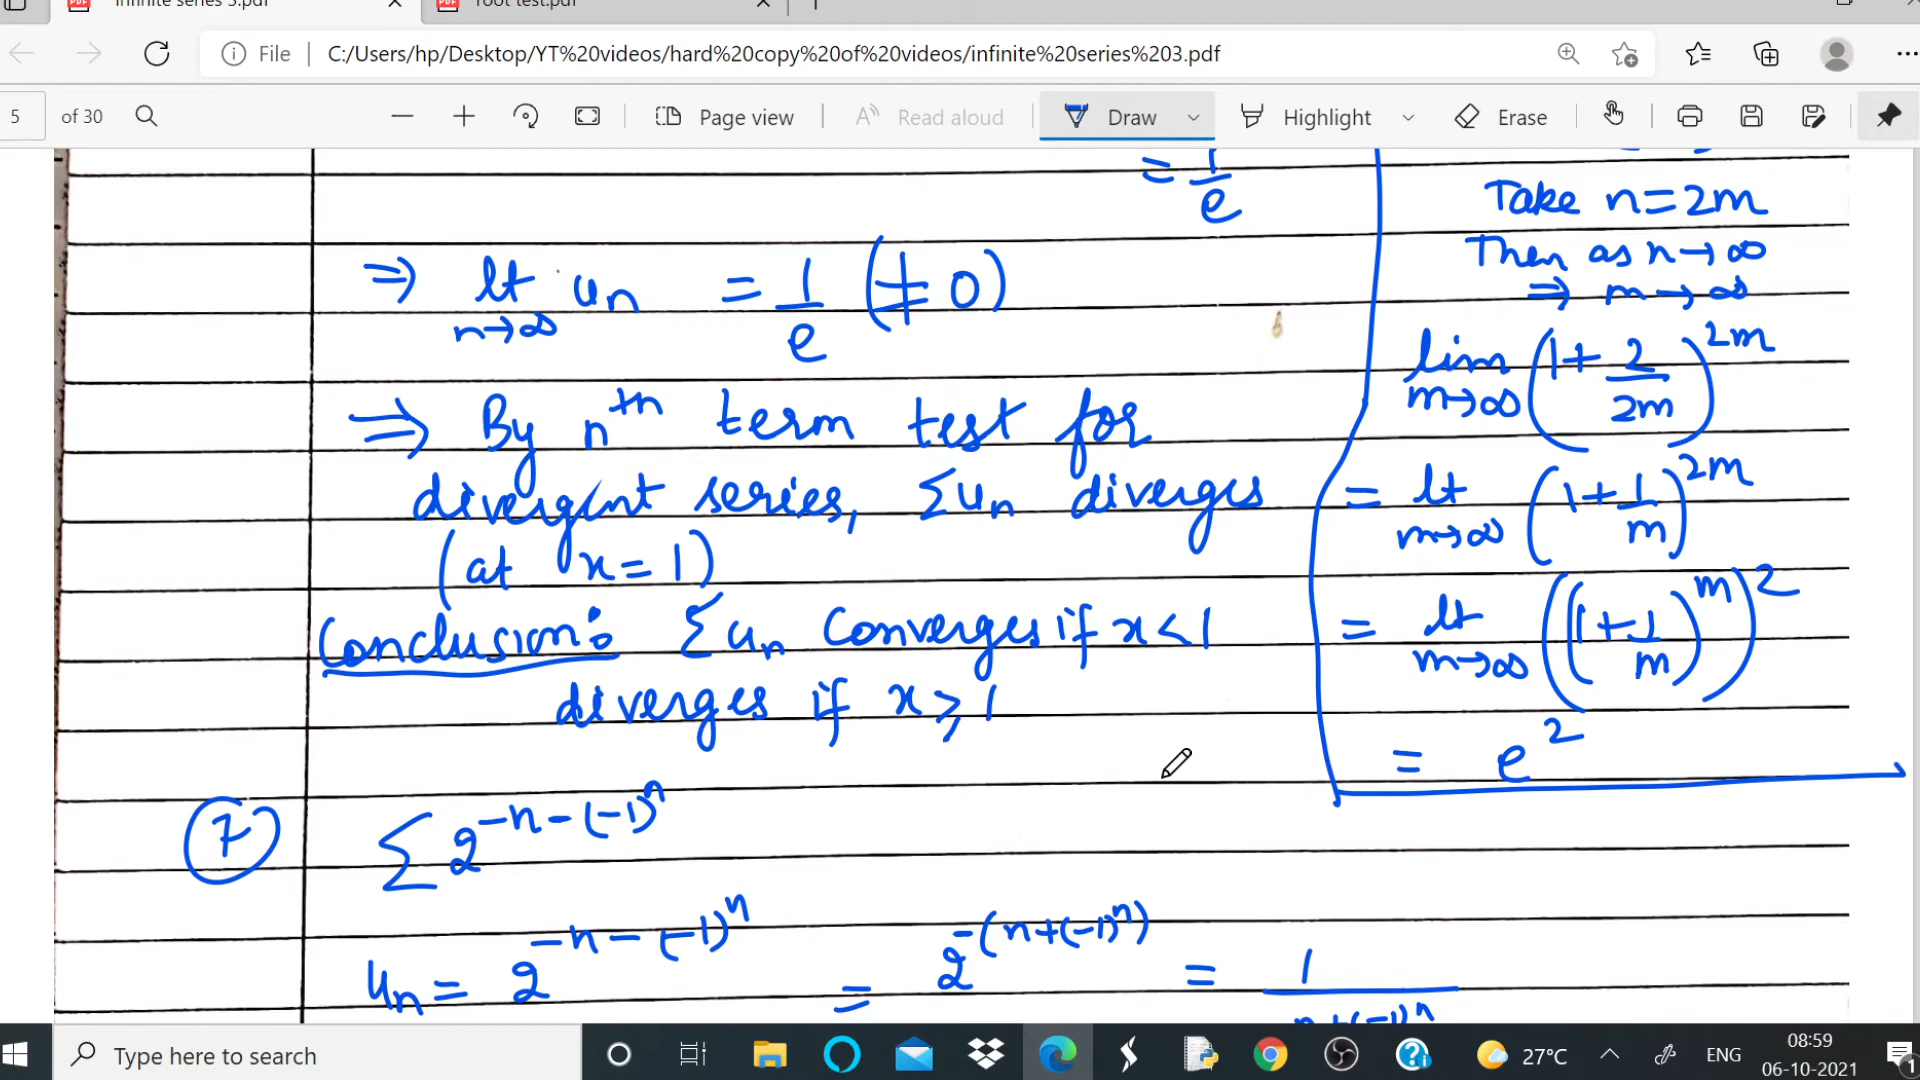 infinite series 3.pdf
root test.pdf
File | C:/Users/hp/Desktop/YT%20videos/hard%20copy%20of%20videos/infinite%20series%203.pdf
5 of 30
Page view
Read aloud
Draw
Highlight
Erase
= 1/e
⇒ lt n→∞ un = 1/e (≠ 0)
⇒ By nth term test for
divergent series, Σun diverges
(at x = 1)
Conclusion: Σun Converges if x < 1
diverges if x ⩾ 1
Take n = 2m
Then as n→∞
⇒ m→∞
lim m→∞ (1 + 2/2m)^2m
= lt m→∞ (1 + 1/m)^2m
= lt m→∞ ((1 + 1/m)^m)^2
= e^2
7 Σ 2^(-n-(-1)^n)
un = 2^(-n-(-1)^n) = 2^-(n+(-1)^n) = 1
n+(-1)^n
Type here to search
27°C
ENG
08:59
06-10-2021
1